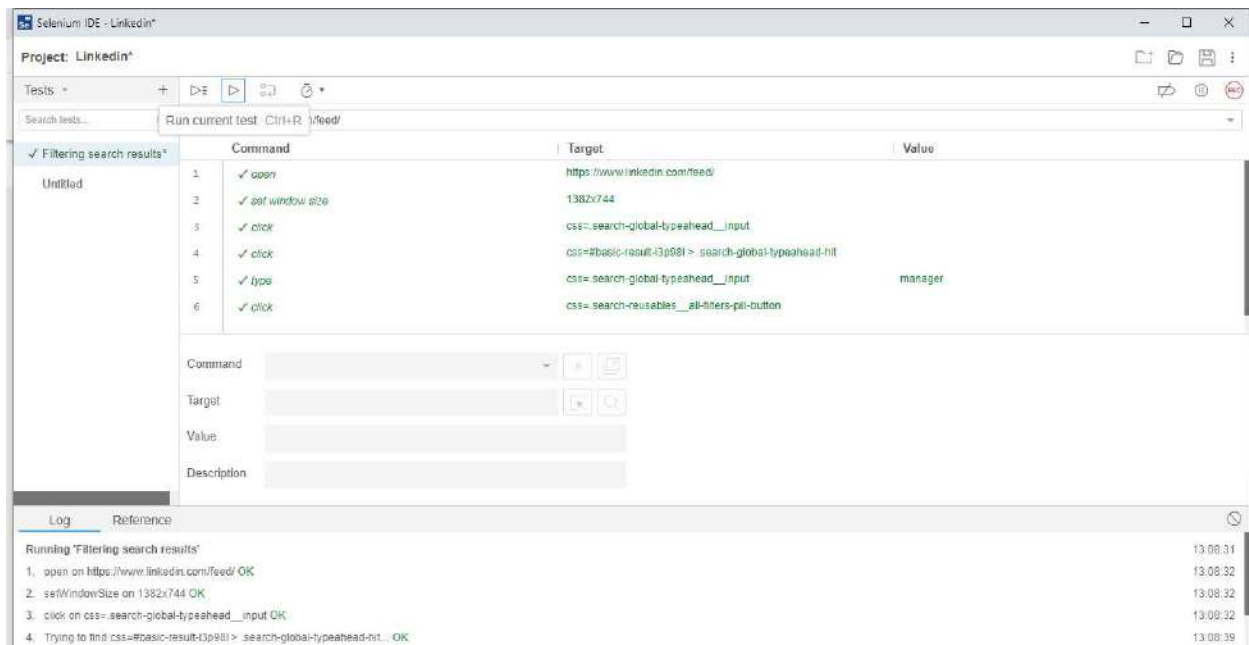 Selenium IDE - Linkedin*
Project: Linkedin*
Tests +
Search tests...
Run current test Ctrl+R /feed/
Command Target Value
✓ Filtering search results*
Untitled
1 ✓ open https://www.linkedin.com/feed/
2 ✓ set window size 1382x744
3 ✓ click css=.search-global-typeahead__input
4 ✓ click css=#basic-result-i3p98l > .search-global-typeahead-hit
5 ✓ type css=.search-global-typeahead__input manager
6 ✓ click css=.search-reusables__all-filters-pill-button
Command
Target
Value
Description
Log Reference
Running 'Filtering search results' 13:08:31
1. open on https://www.linkedin.com/feed/ OK 13:08:32
2. setWindowSize on 1382x744 OK 13:08:32
3. click on css=.search-global-typeahead__input OK 13:08:32
4. Trying to find css=#basic-result-i3p98l > .search-global-typeahead-hit... OK 13:08:39